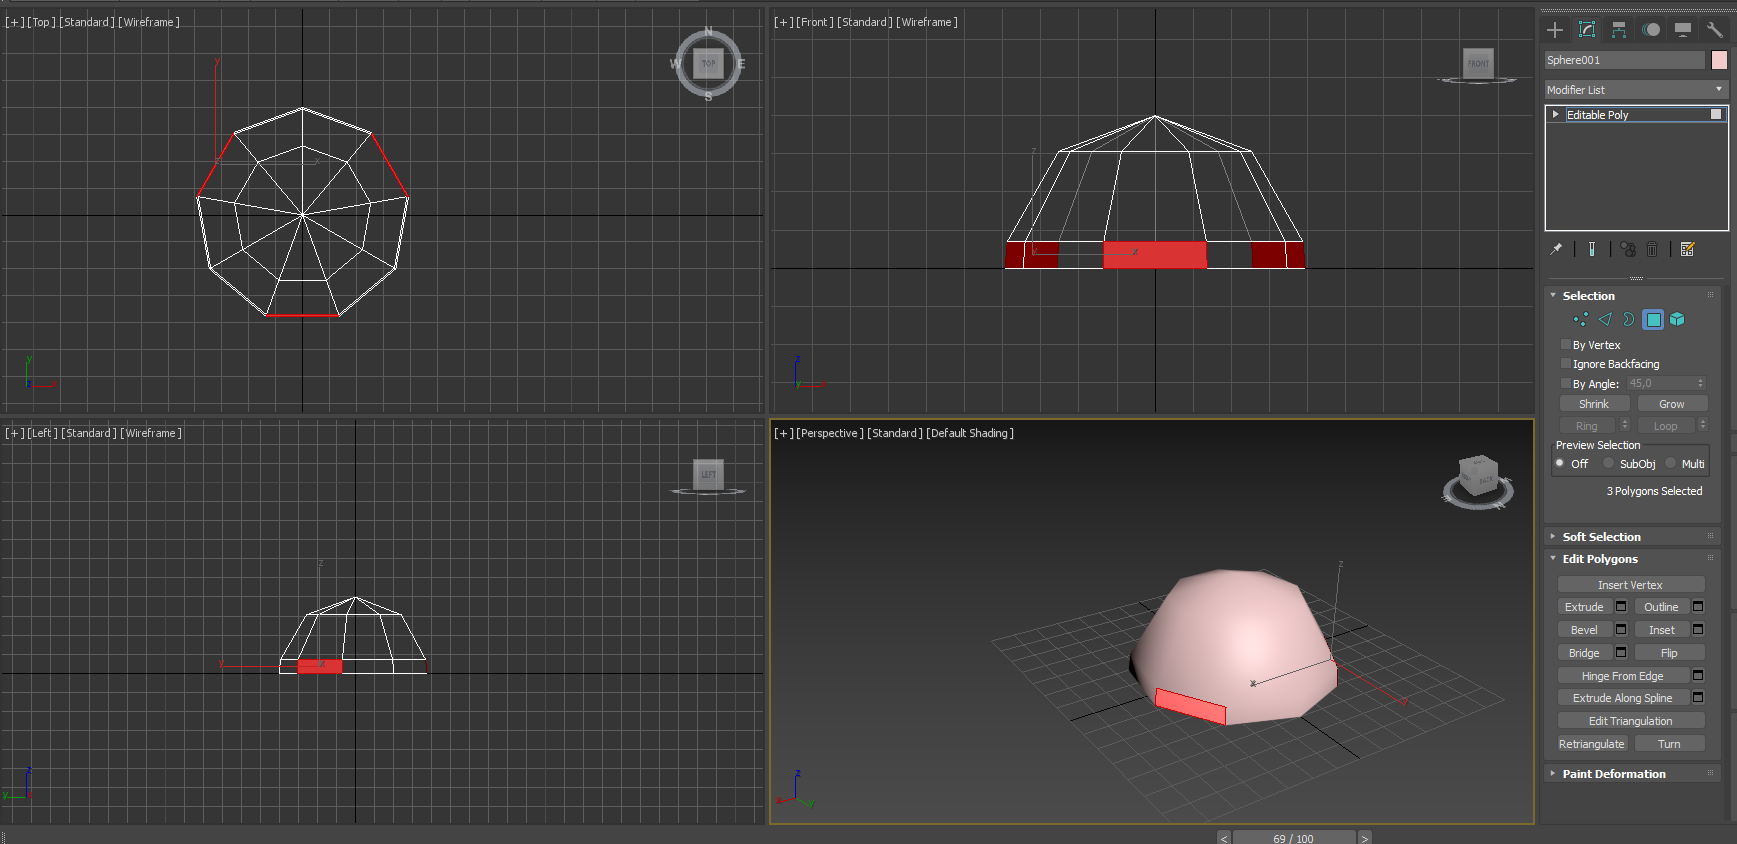 [+] [Top] [Standard] [Wireframe]
N
W TOP E
S
y
z x
y
z x
[+] [Front] [Standard] [Wireframe]
FRONT
z
y x
z
y x
[+] [Left] [Standard] [Wireframe]
LEFT
z
y x
z
y x
[+] [Perspective] [Standard] [Default Shading]
BACK
z
x
y
z
x y
< 69 / 100 >
Sphere001
Modifier List
Editable Poly
Selection
By Vertex
Ignore Backfacing
By Angle: 45,0
Shrink Grow
Ring Loop
Preview Selection
Off SubObj Multi
3 Polygons Selected
Soft Selection
Edit Polygons
Insert Vertex
Extrude Outline
Bevel Inset
Bridge Flip
Hinge From Edge
Extrude Along Spline
Edit Triangulation
Retriangulate Turn
Paint Deformation